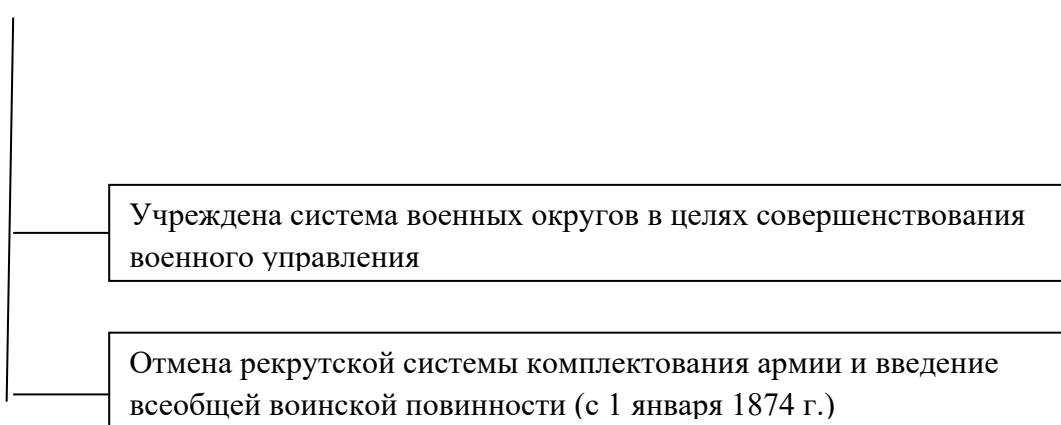 Учреждена система военных округов в целях совершенствования
военного управления
Отмена рекрутской системы комплектования армии и введение
всеобщей воинской повинности (с 1 января 1874 г.)